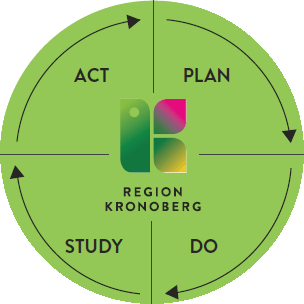 ACT PLAN
REGION
KRONOBERG
STUDY DO